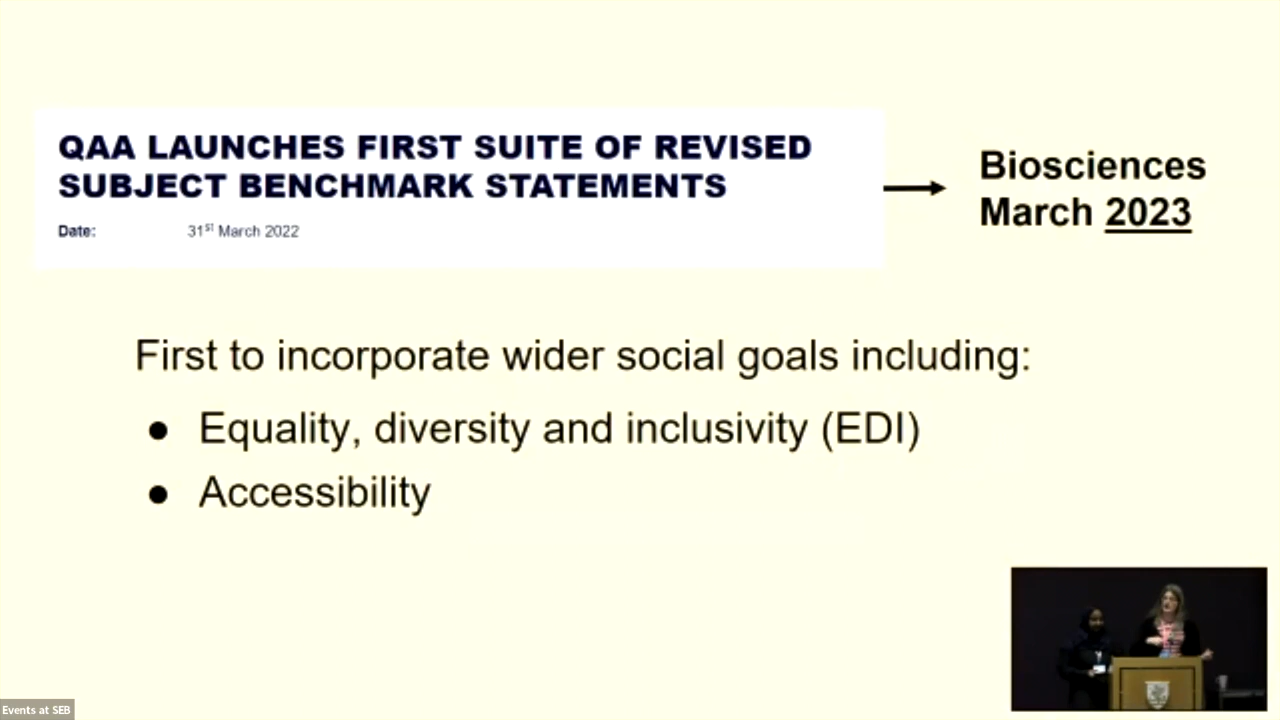 QAA LAUNCHES FIRST SUITE OF REVISED
SUBJECT BENCHMARK STATEMENTS
Date: 31ST March 2022
Biosciences
March 2023
First to incorporate wider social goals including:
● Equality, diversity and inclusivity (EDI)
● Accessibility
Events at SEB